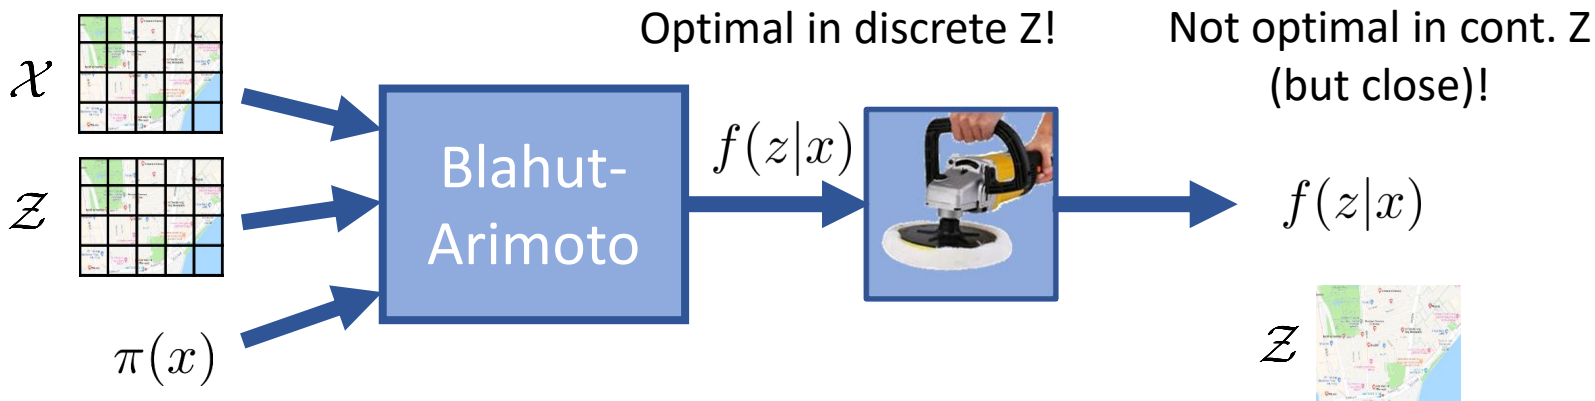 Optimal in discrete Z!
Not optimal in cont. Z
(but close)!
𝒳
𝒵
π(x)
Blahut-
Arimoto
f(z|x)
f(z|x)
𝒵